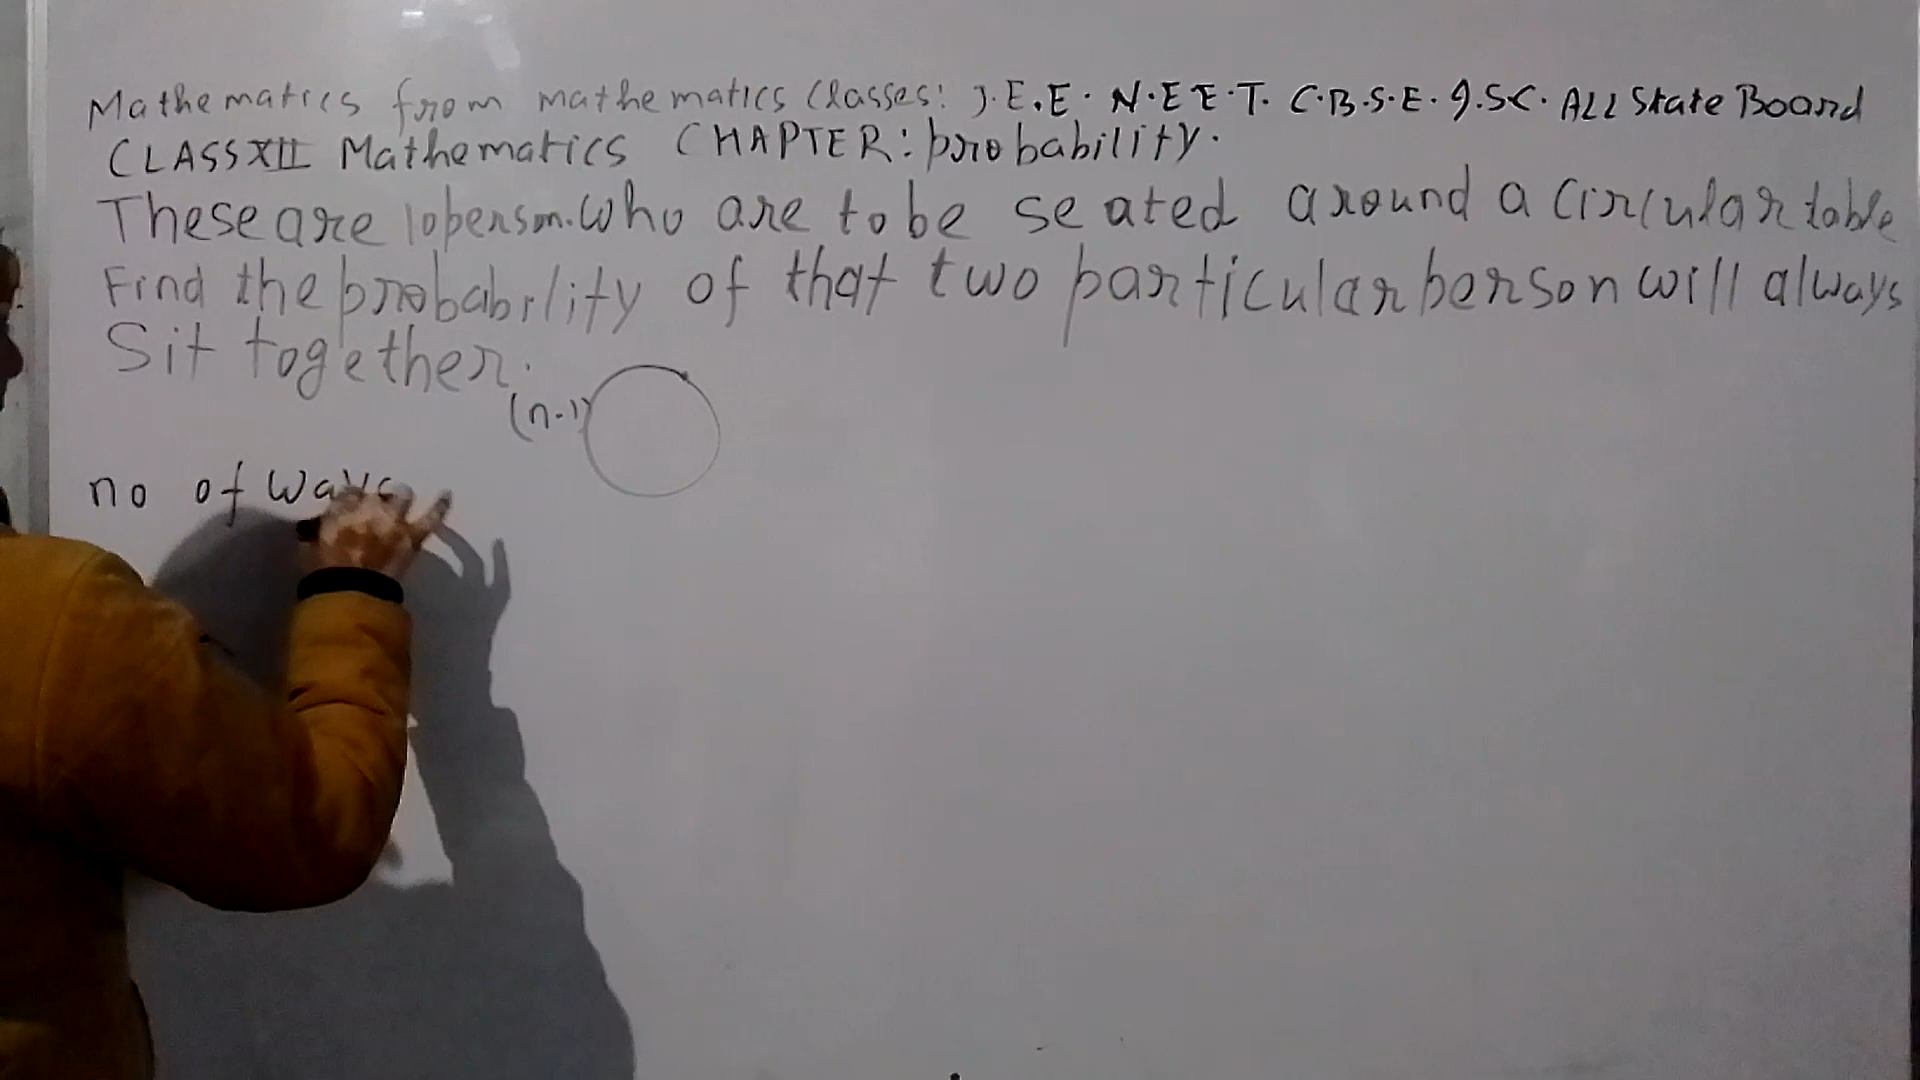 Mathematics from mathematics Classes: J.E.E. N.E.E.T. C.B.S.E. I.S.C. ALL State Board
CLASS XII Mathematics CHAPTER: probability.
These are 10 person. who are to be seated around a circular table
Find the probability of that two particular person will always
Sit together.
(n-1)
no of ways